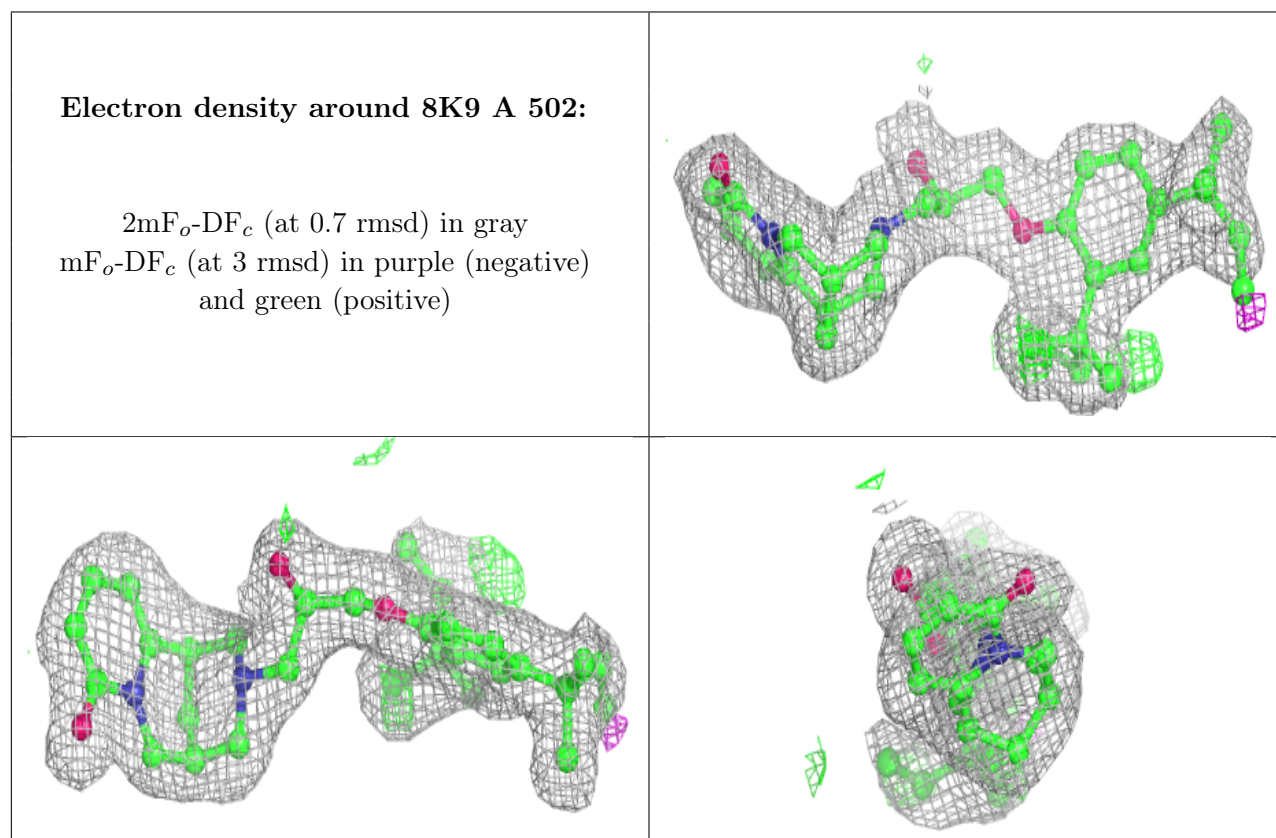 Electron density around 8K9 A 502:
2mFo-DFc (at 0.7 rmsd) in gray
mFo-DFc (at 3 rmsd) in purple (negative)
and green (positive)